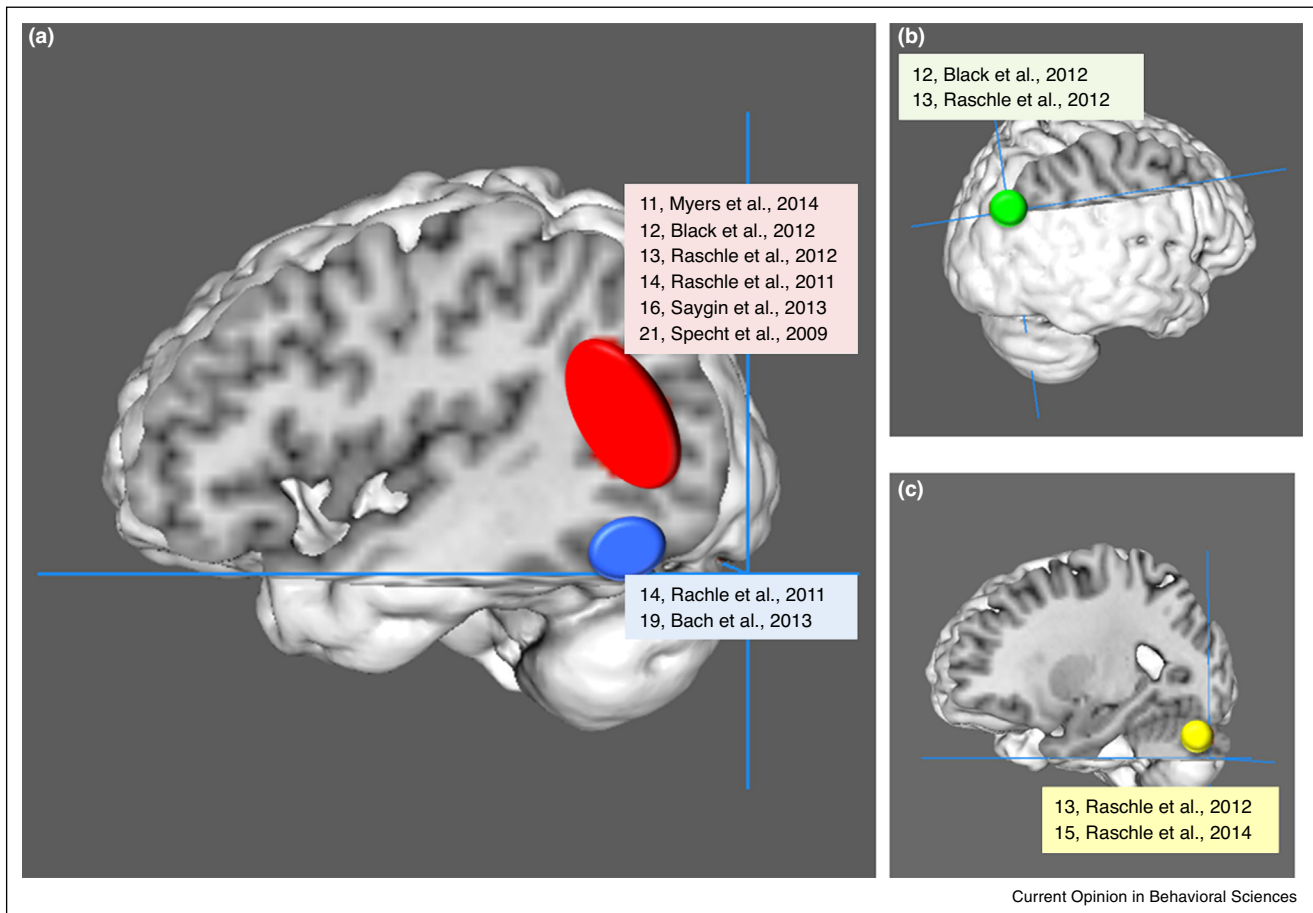 (a)
11, Myers et al., 2014
12, Black et al., 2012
13, Raschle et al., 2012
14, Raschle et al., 2011
16, Saygin et al., 2013
21, Specht et al., 2009
14, Rachle et al., 2011
19, Bach et al., 2013
(b)
12, Black et al., 2012
13, Raschle et al., 2012
(c)
13, Raschle et al., 2012
15, Raschle et al., 2014
Current Opinion in Behavioral Sciences